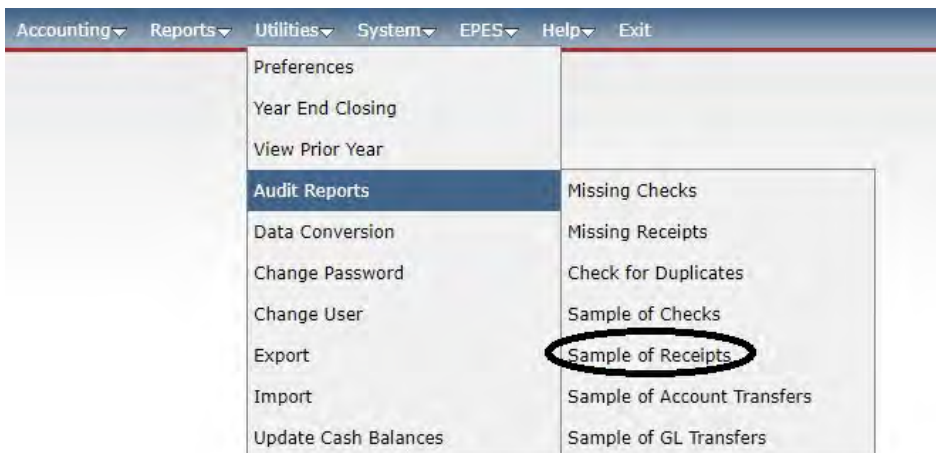 Accounting Reports Utilities System EPES Help Exit
Preferences
Year End Closing
View Prior Year
Audit Reports
Data Conversion
Change Password
Change User
Export
Import
Update Cash Balances
Missing Checks
Missing Receipts
Check for Duplicates
Sample of Checks
Sample of Receipts
Sample of Account Transfers
Sample of GL Transfers